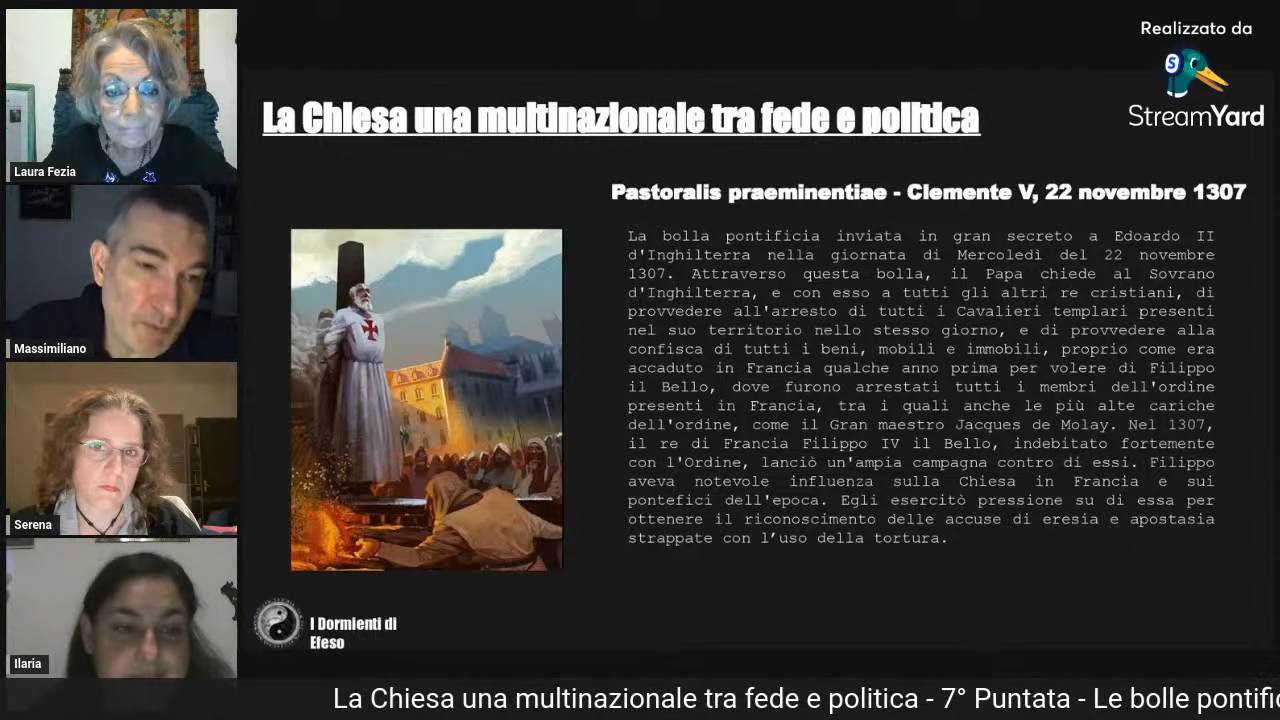 Realizzato da
StreamYard
Laura Fezia
Massimiliano
Serena
Ilaria
La Chiesa una multinazionale tra fede e politica
Pastoralis praeminentiae - Clemente V, 22 novembre 1307
La bolla pontificia inviata in gran secreto a Edoardo II
d'Inghilterra nella giornata di Mercoledì del 22 novembre
1307. Attraverso questa bolla, il Papa chiede al Sovrano
d'Inghilterra, e con esso a tutti gli altri re cristiani, di
provvedere all'arresto di tutti i Cavalieri templari presenti
nel suo territorio nello stesso giorno, e di provvedere alla
confisca di tutti i beni, mobili e immobili, proprio come era
accaduto in Francia qualche anno prima per volere di Filippo
il Bello, dove furono arrestati tutti i membri dell'ordine
presenti in Francia, tra i quali anche le più alte cariche
dell'ordine, come il Gran maestro Jacques de Molay. Nel 1307,
il re di Francia Filippo IV il Bello, indebitato fortemente
con l'Ordine, lanciò un'ampia campagna contro di essi. Filippo
aveva notevole influenza sulla Chiesa in Francia e sui
pontefici dell'epoca. Egli esercitò pressione su di essa per
ottenere il riconoscimento delle accuse di eresia e apostasia
strappate con l’uso della tortura.
I Dormienti di
Efeso
La Chiesa una multinazionale tra fede e politica - 7° Puntata - Le bolle pontific